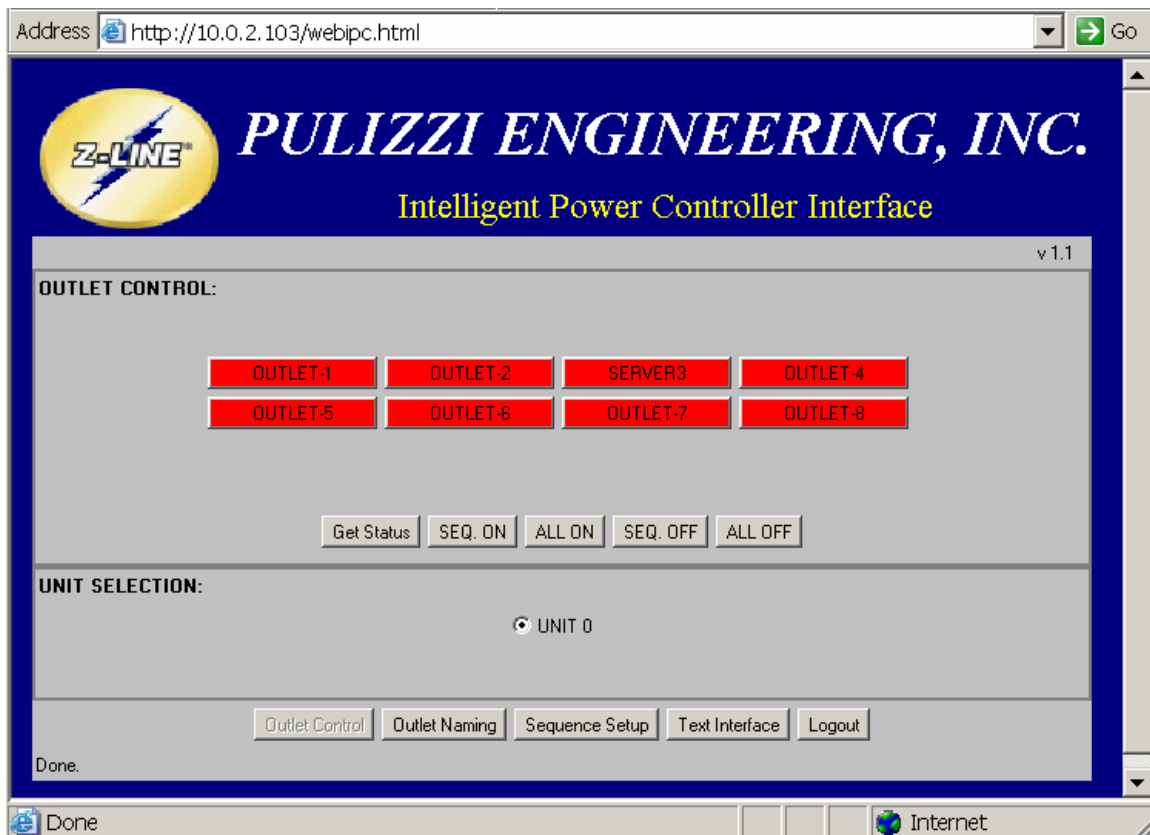 Address http://10.0.2.103/webipc.html Go
Z-LINE™
PULIZZI ENGINEERING, INC.
Intelligent Power Controller Interface
v 1.1
OUTLET CONTROL:
OUTLET-1 OUTLET-2 SERVER3 OUTLET-4
OUTLET-5 OUTLET-6 OUTLET-7 OUTLET-8
Get Status SEQ. ON ALL ON SEQ. OFF ALL OFF
UNIT SELECTION:
UNIT 0
Outlet Control Outlet Naming Sequence Setup Text Interface Logout
Done.
Done Internet